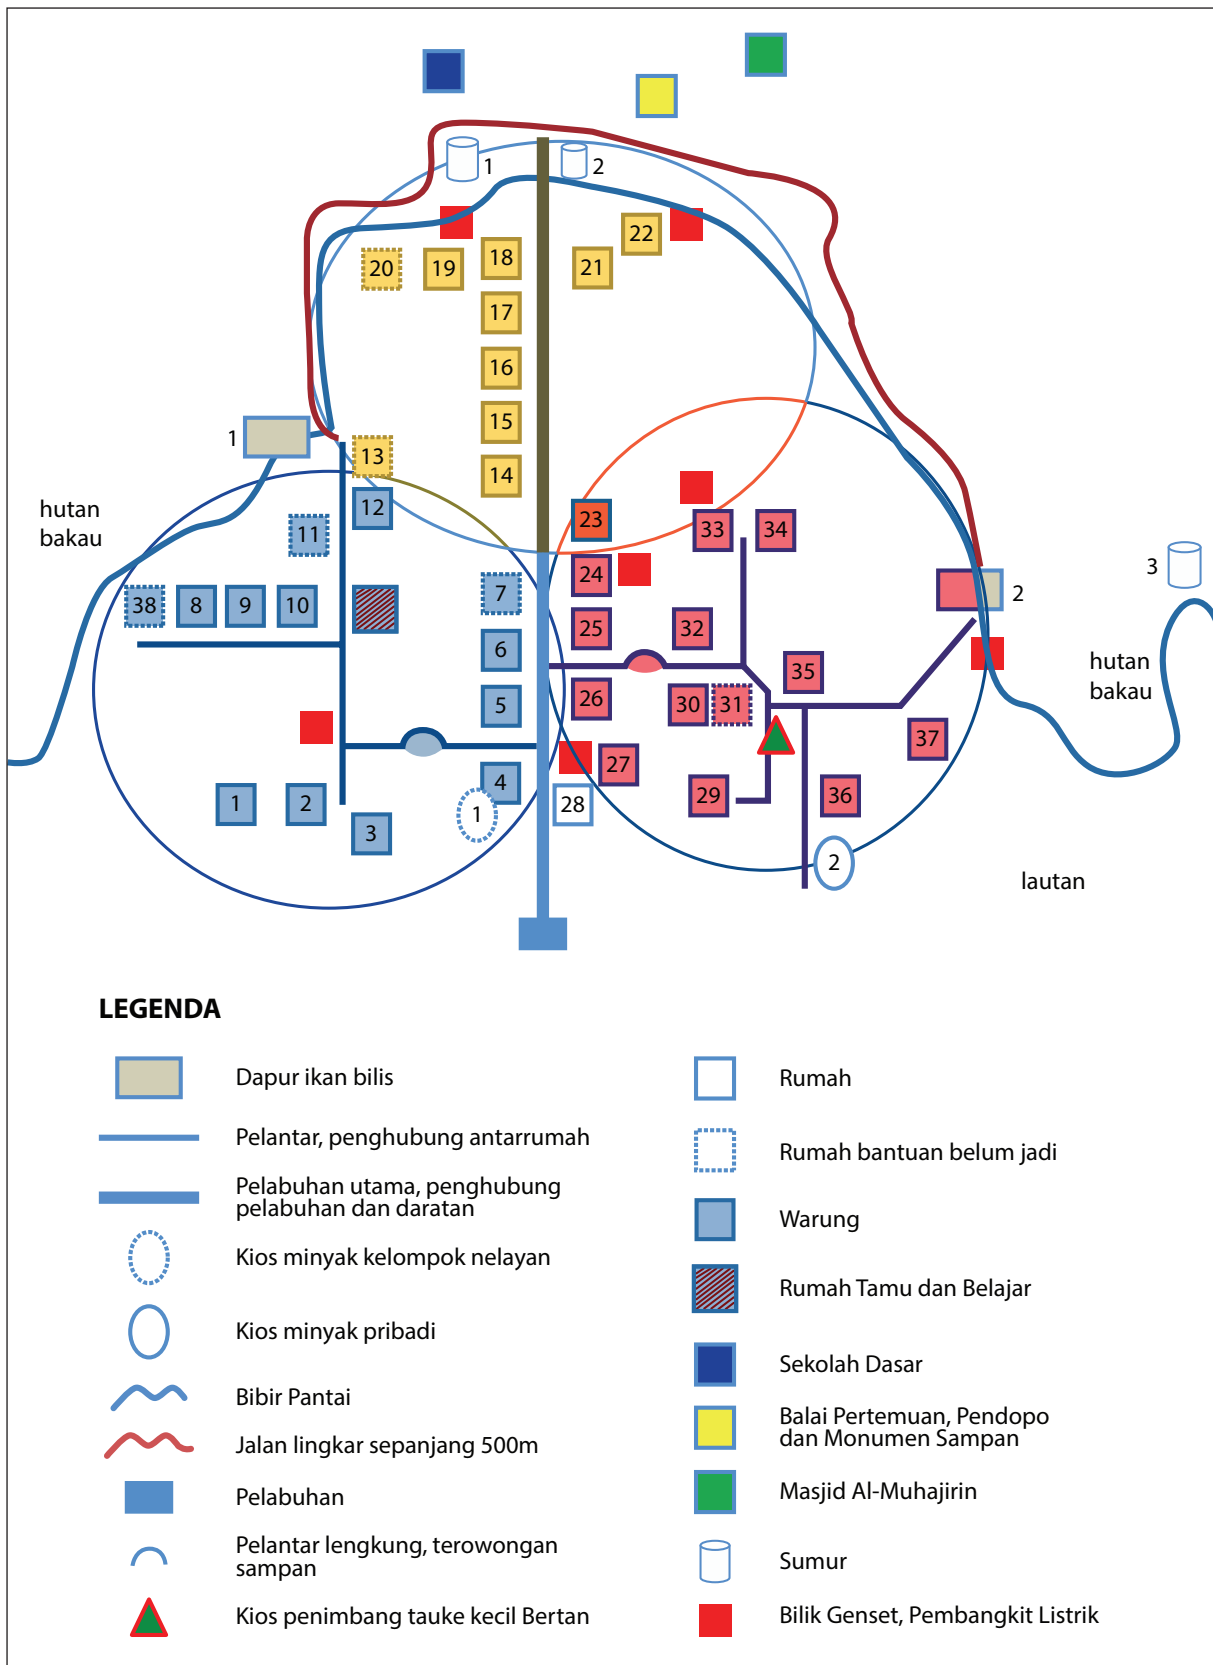 1
2
22
21
20
19
18
17
16
15
14
13
12
11
1
hutan
bakau
23
33
34
24
7
38
8
9
10
25
32
6
2
3
hutan
bakau
35
5
26
30
31
37
4
27
1
2
3
1
28
29
36
2
lautan
LEGENDA
Dapur ikan bilis
Pelantar, penghubung antarrumah
Pelabuhan utama, penghubung
pelabuhan dan daratan
Kios minyak kelompok nelayan
Kios minyak pribadi
Bibir Pantai
Jalan lingkar sepanjang 500m
Pelabuhan
Pelantar lengkung, terowongan
sampan
Kios penimbang tauke kecil Bertan
Rumah
Rumah bantuan belum jadi
Warung
Rumah Tamu dan Belajar
Sekolah Dasar
Balai Pertemuan, Pendopo
dan Monumen Sampan
Masjid Al-Muhajirin
Sumur
Bilik Genset, Pembangkit Listrik